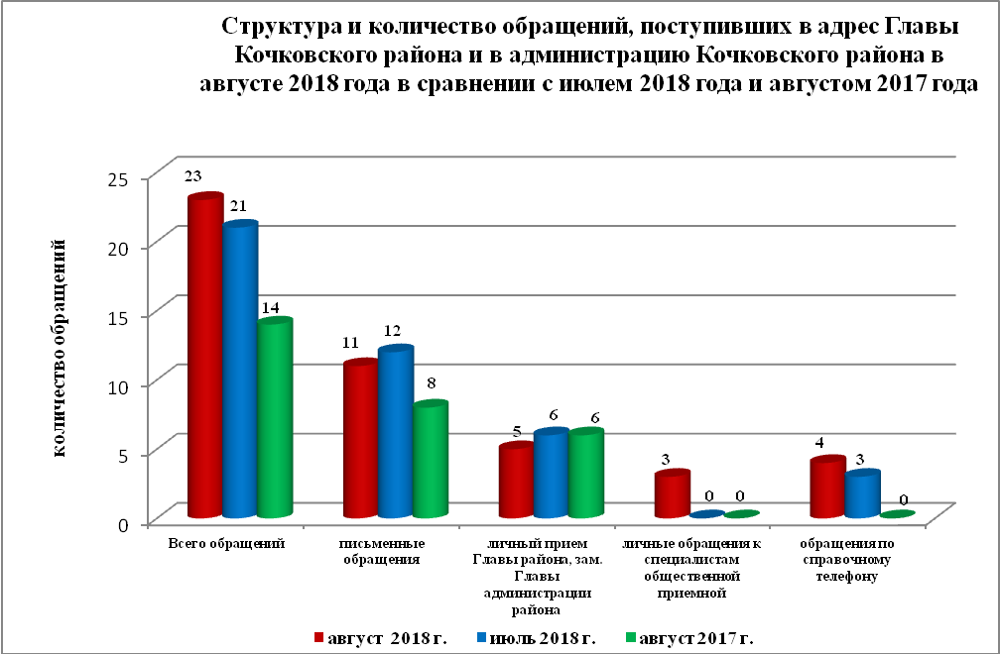 Структура и количество обращений, поступивших в адрес Главы
Кочковского района и в администрацию Кочковского района в
августе 2018 года в сравнении с июлем 2018 года и августом 2017 года
количество обращений
25
20
15
10
5
0
23
21
14
11
12
8
5
6
6
3
0
0
4
3
0
Всего обращений
письменные
обращения
личный прием
Главы района, зам.
Главы
администрации
района
личные обращения к
специалистам
общественной
приемной
обращения по
справочному
телефону
август 2018 г.
июль 2018 г.
август 2017 г.